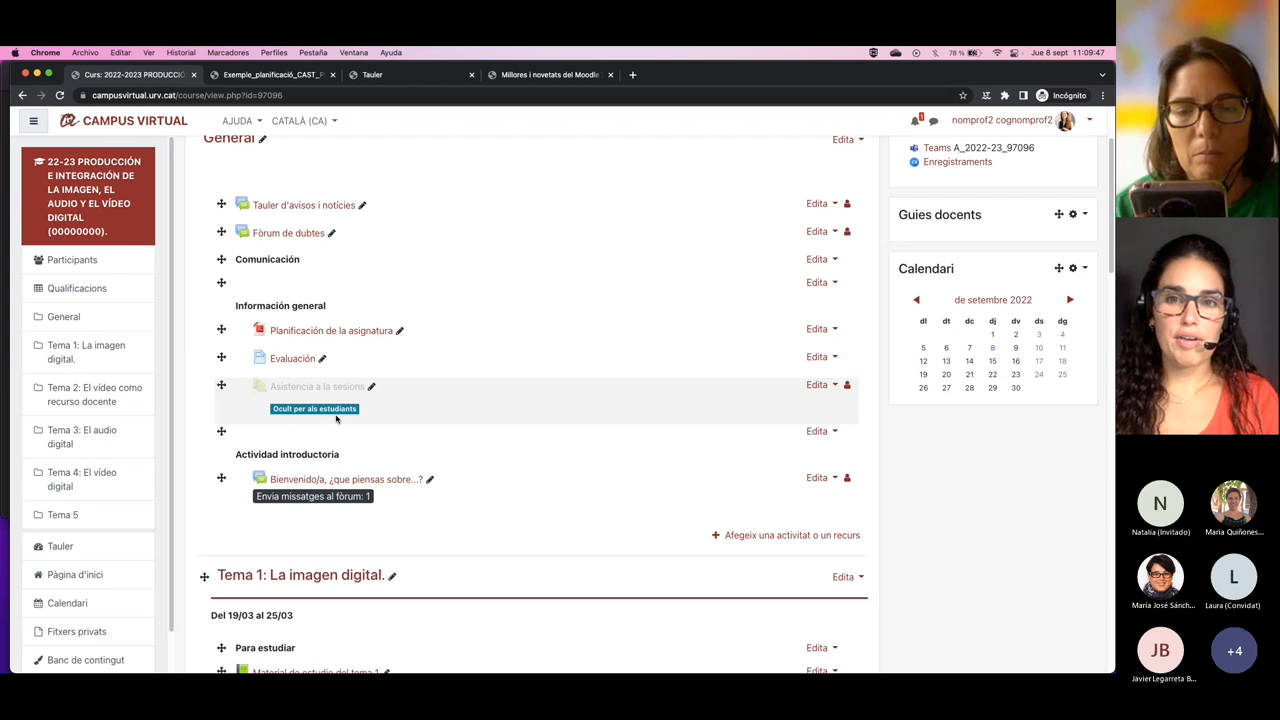 Chrome Archivo Editar Ver Historial Marcadores Perfiles Pestaña Ventana Ayuda
78 % Jue 8 sept 11:09:47
Curs: 2022-2023 PRODUCCIÓ
Exemple_planificació_CAST_P
Tauler
Millores i novetats del Moodle
campusvirtual.urv.cat/course/view.php?id=97096
Incógnito
CAMPUS VIRTUAL
AJUDA
CATALÀ (CA)
1
nomprof2 cognomprof2
22-23 PRODUCCIÓN
E INTEGRACIÓN DE
LA IMAGEN, EL
AUDIO Y EL VÍDEO
DIGITAL
(00000000).
Participants
Qualificacions
General
Tema 1: La imagen
digital.
Tema 2: El vídeo como
recurso docente
Tema 3: El audio
digital
Tema 4: El vídeo
digital
Tema 5
Tauler
Pàgina d'inici
Calendari
Fitxers privats
Banc de contingut
General
Edita
Tauler d'avisos i notícies
Edita
Fòrum de dubtes
Edita
Comunicación
Edita
Edita
Información general
Planificación de la asignatura
Edita
Evaluación
Edita
Asistencia a la sesions
Edita
Ocult per als estudiants
Edita
Actividad introductoria
Bienvenido/a, ¿que piensas sobre...?
Edita
Envia missatges al fòrum: 1
Afegeix una activitat o un recurs
Tema 1: La imagen digital.
Edita
Del 19/03 al 25/03
Para estudiar
Edita
Material de estudio del tema 1
Edita
Teams A_2022-23_97096
Enregistraments
Guies docents
Calendari
de setembre 2022
dl dt dc dj dv ds dg
1 2 3 4
5 6 7 8 9 10 11
12 13 14 15 16 17 18
19 20 21 22 23 24 25
26 27 28 29 30
N
Natalia (Invitado)
Maria Quiñones...
María José Sánch...
L
Laura (Convidat)
JB
Javier Legarreta B...
+4